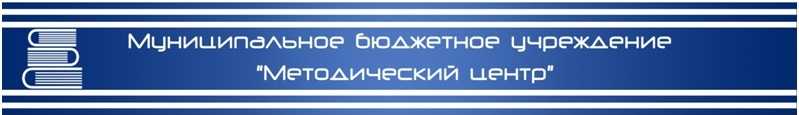 Муниципальное бюджетное учреждение
"Методический центр"